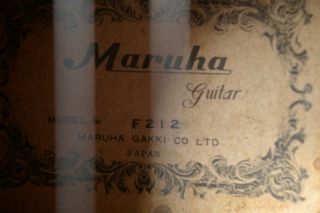 Maruha
Guitar
MODEL № F212
MARUHA GAKKI CO LTD
JAPAN